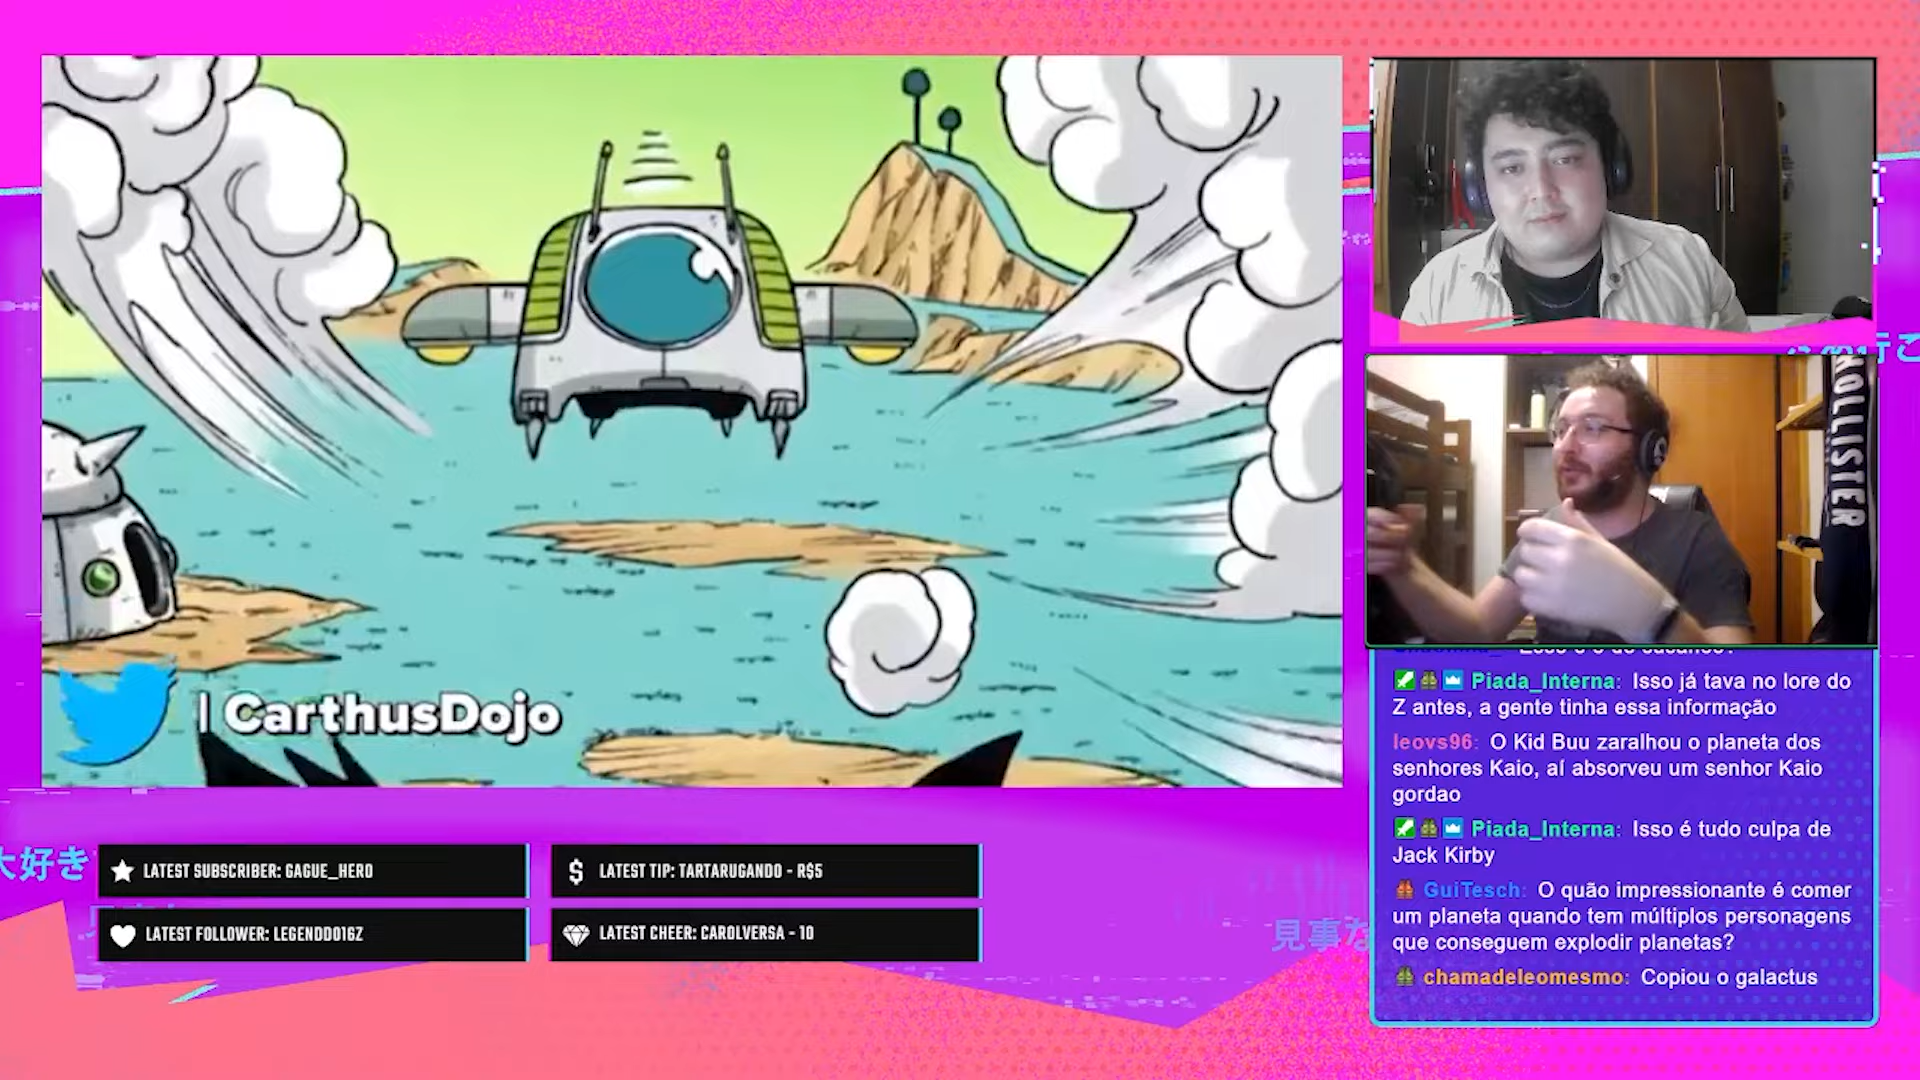 | CarthusDojo
HOLLISTER
Piada_Interna: Isso já tava no lore do
Z antes, a gente tinha essa informação
leovs96: O Kid Buu zaralhou o planeta dos
senhores Kaio, aí absorveu um senhor Kaio
gordao
Piada_Interna: Isso é tudo culpa de
Jack Kirby
GuiTesch: O quão impressionante é comer
um planeta quando tem múltiplos personagens
que conseguem explodir planetas?
chamadeleomesmo: Copiou o galactus
大好き
LATEST SUBSCRIBER: GAGUE_HERO
$ LATEST TIP: TARTARUGANDO - R$5
LATEST FOLLOWER: LEGENDD016Z
LATEST CHEER: CAROLVERSA - 10
見事な